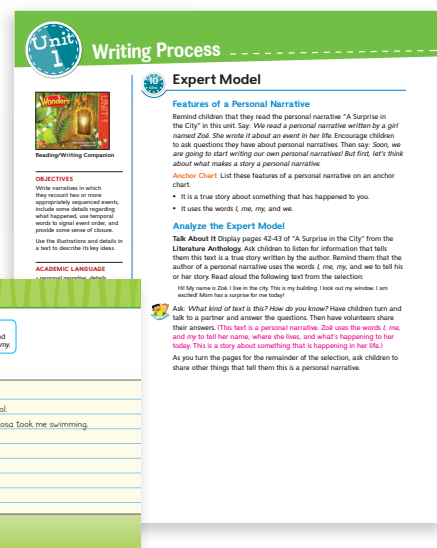 Unit
1
Writing Process
Wonders
UNIT 1
Reading/Writing Companion
OBJECTIVES
Write narratives in which
they recount two or more
appropriately sequenced events,
include some details regarding
what happened, use temporal
words to signal event order, and
provide some sense of closure.
Use the illustrations and details in
a text to describe its key ideas.
ACADEMIC LANGUAGE
• personal narrative, details
my.
ol.
osa took me swimming.
10
Expert Model
Features of a Personal Narrative
Remind children that they read the personal narrative “A Surprise in
the City” in this unit. Say: We read a personal narrative written by a girl
named Zoë. She wrote it about an event in her life. Encourage children
to ask questions they have about personal narratives. Then say: Soon, we
are going to start writing our own personal narratives! But first, let’s think
about what makes a story a personal narrative.
Anchor Chart List these features of a personal narrative on an anchor
chart.
• It is a true story about something that has happened to you.
• It uses the words I, me, my, and we.
Analyze the Expert Model
Talk About It Display pages 42-43 of “A Surprise in the City” from the
Literature Anthology. Ask children to listen for information that tells
them this text is a true story written by the author. Remind them that the
author of a personal narrative uses the words I, me, my, and we to tell his
or her story. Read aloud the following text from the selection:
Hi! My name is Zoë. I live in the city. This is my building. I look out my window. I am
excited! Mom has a surprise for me today!
Ask: What kind of text is this? How do you know? Have children turn and
talk to a partner and answer the questions. Then have volunteers share
their answers. (This text is a personal narrative. Zoë uses the words I, me,
and my to tell her name, where she lives, and what’s happening to her
today. This is a story about something that is happening in her life.)
As you turn the pages for the remainder of the selection, ask children to
share other things that tell them this is a personal narrative.